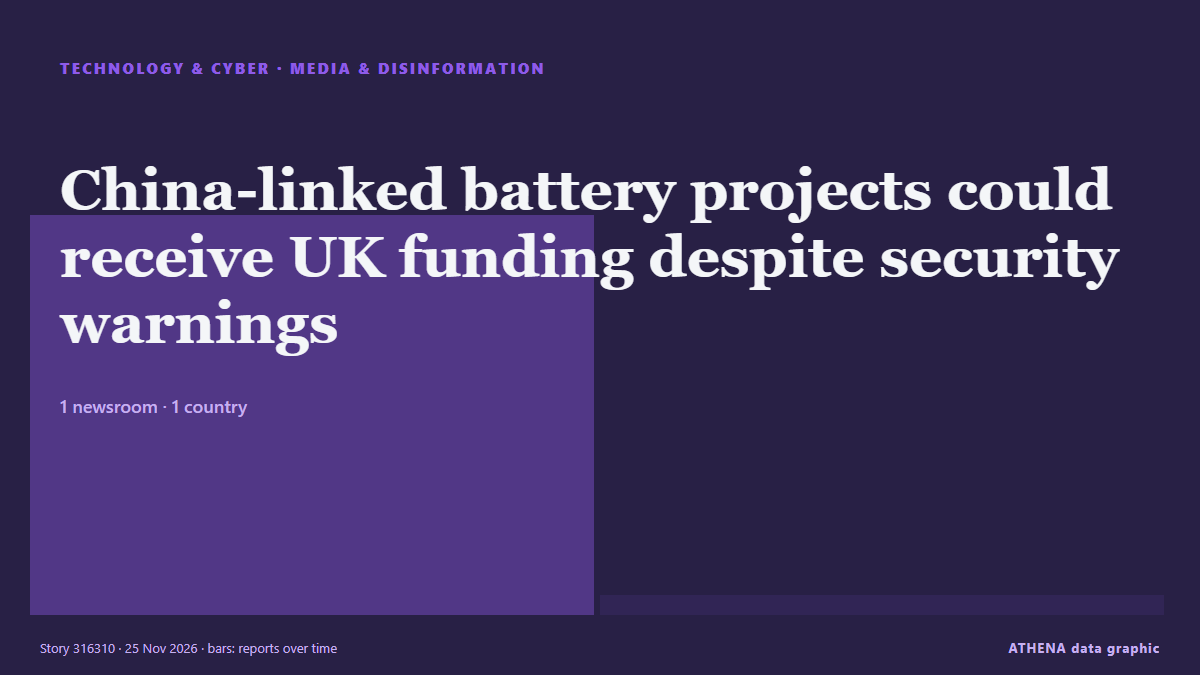 TECHNOLOGY & CYBER · MEDIA & DISINFORMATION
China-linked battery projects could
receive UK funding despite security
warnings
1 newsroom · 1 country
Story 316310 · 25 Nov 2026 · bars: reports over time
ATHENA data graphic